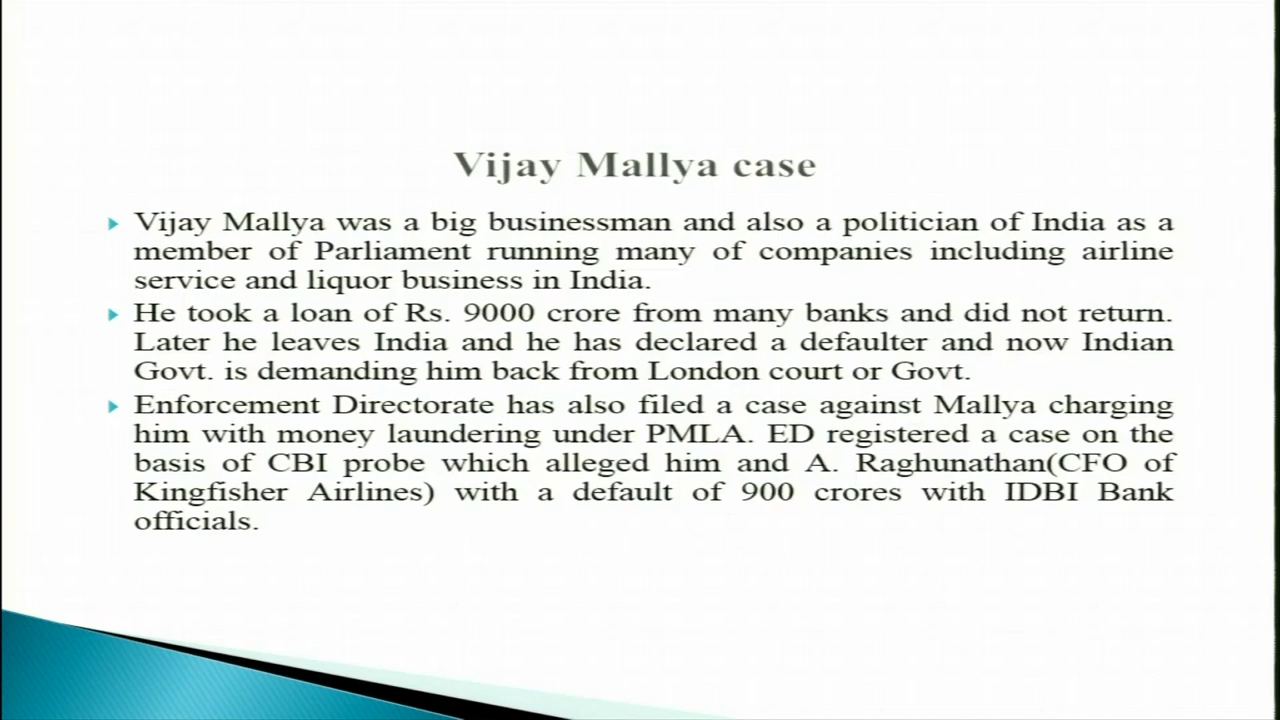 Vijay Mallya case
Vijay Mallya was a big businessman and also a politician of India as a
member of Parliament running many of companies including airline
service and liquor business in India.
He took a loan of Rs. 9000 crore from many banks and did not return.
Later he leaves India and he has declared a defaulter and now Indian
Govt. is demanding him back from London court or Govt.
Enforcement Directorate has also filed a case against Mallya charging
him with money laundering under PMLA. ED registered a case on the
basis of CBI probe which alleged him and A. Raghunathan(CFO of
Kingfisher Airlines) with a default of 900 crores with IDBI Bank
officials.